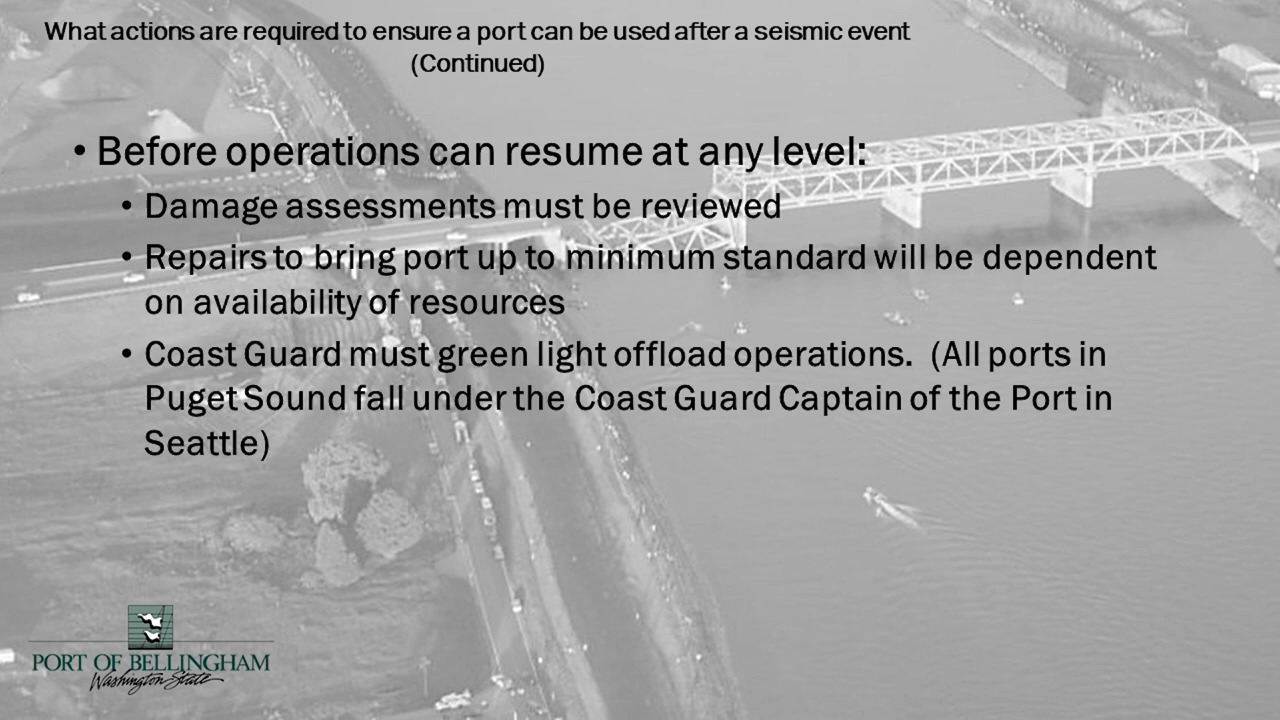 What actions are required to ensure a port can be used after a seismic event
(Continued)
• Before operations can resume at any level:
• Damage assessments must be reviewed
• Repairs to bring port up to minimum standard will be dependent
on availability of resources
• Coast Guard must green light offload operations.  (All ports in
Puget Sound fall under the Coast Guard Captain of the Port in
Seattle)
PORT OF BELLINGHAM
Washington State